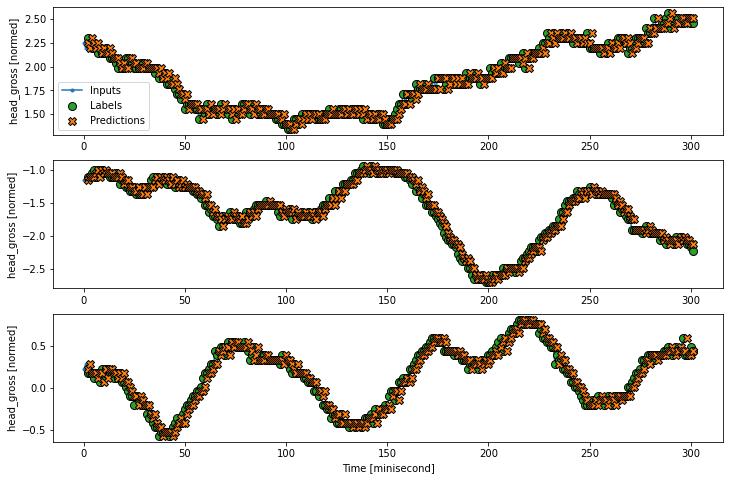 head_gross [normed]
2.50
2.25
2.00
1.75
1.50
Inputs
Labels
Predictions
0 50 100 150 200 250 300
head_gross [normed]
−1.0
−1.5
−2.0
−2.5
0 50 100 150 200 250 300
head_gross [normed]
0.5
0.0
−0.5
0 50 100 150 200 250 300
Time [minisecond]